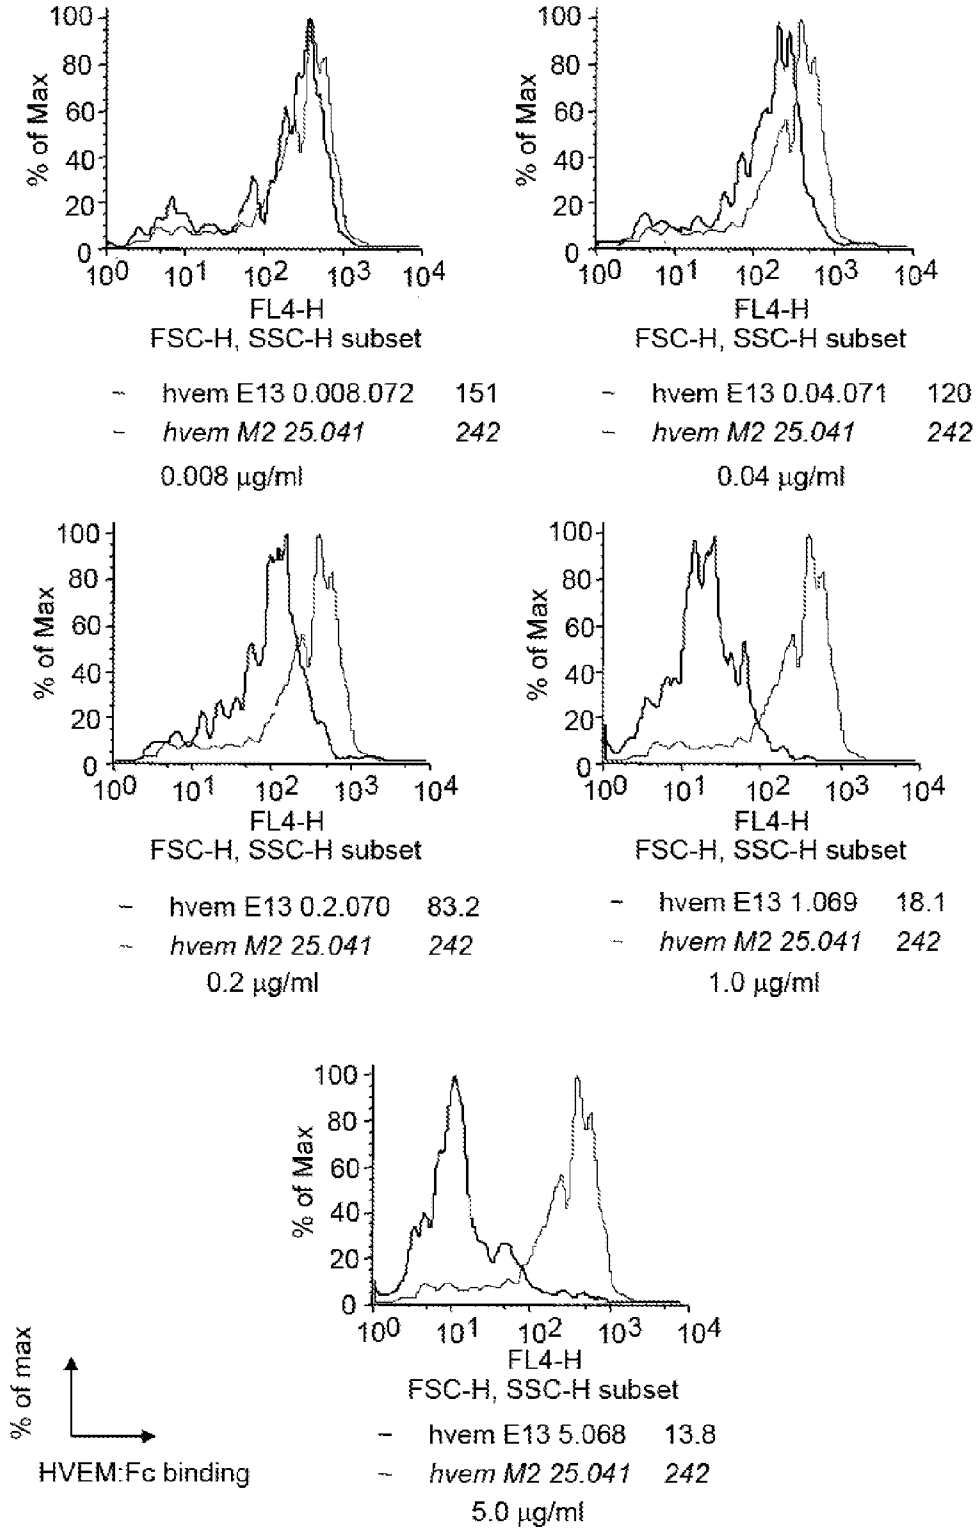 100
80
60
40
20
0
% of Max
10^0 10^1 10^2 10^3 10^4
FL4-H
FSC-H, SSC-H subset
– hvem E13 0.008.072 151
– hvem M2 25.041 242
0.008 µg/ml
100
80
60
40
20
0
% of Max
10^0 10^1 10^2 10^3 10^4
FL4-H
FSC-H, SSC-H subset
– hvem E13 0.04.071 120
– hvem M2 25.041 242
0.04 µg/ml
100
80
60
40
20
0
% of Max
10^0 10^1 10^2 10^3 10^4
FL4-H
FSC-H, SSC-H subset
– hvem E13 0.2.070 83.2
– hvem M2 25.041 242
0.2 µg/ml
100
80
60
40
20
0
% of Max
10^0 10^1 10^2 10^3 10^4
FL4-H
FSC-H, SSC-H subset
– hvem E13 1.069 18.1
– hvem M2 25.041 242
1.0 µg/ml
100
80
60
40
20
0
% of Max
10^0 10^1 10^2 10^3 10^4
FL4-H
FSC-H, SSC-H subset
– hvem E13 5.068 13.8
– hvem M2 25.041 242
5.0 µg/ml
% of max
HVEM:Fc binding